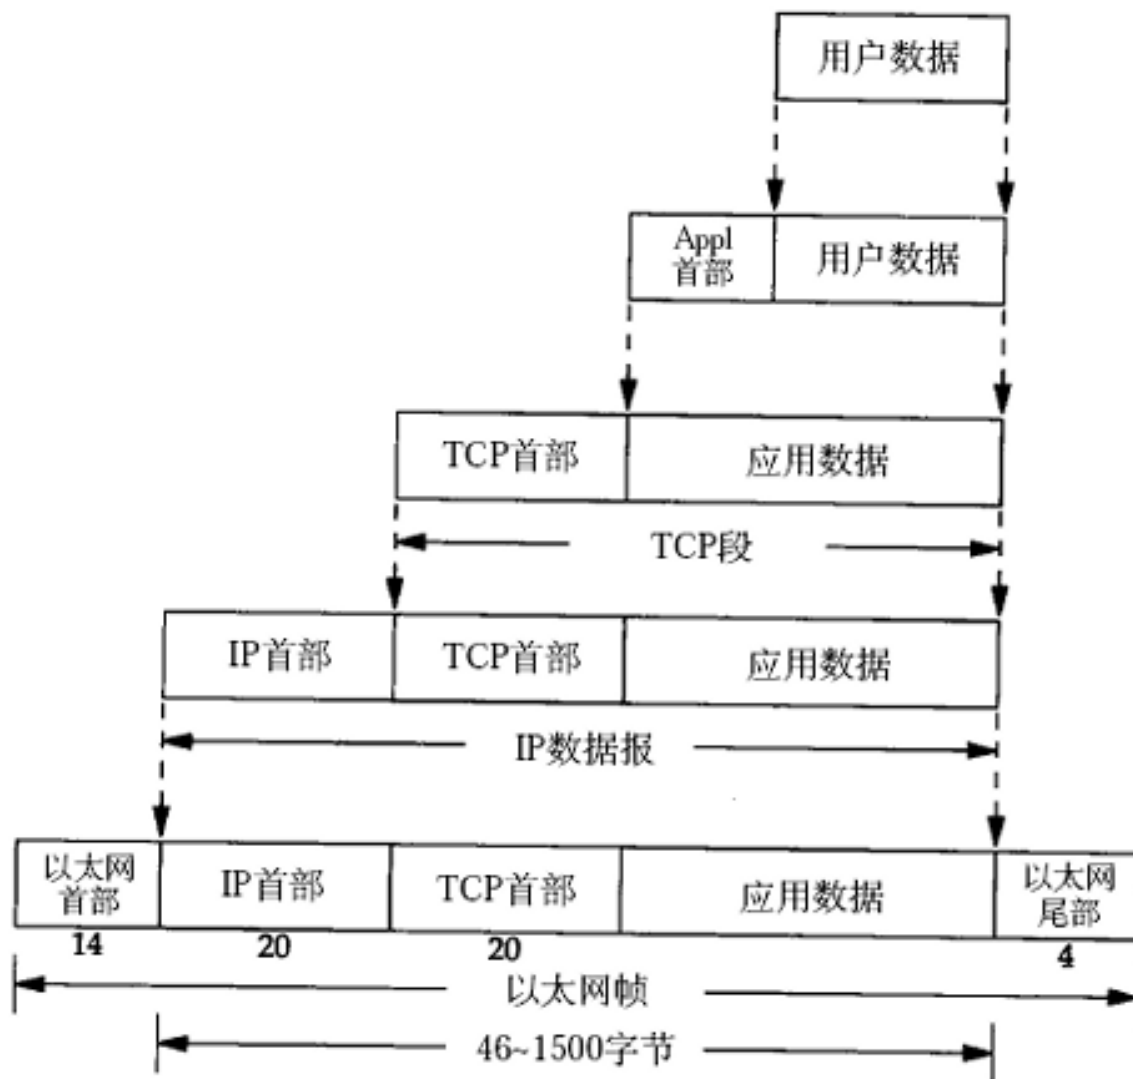 用户数据
Appl
首部
用户数据
TCP首部
应用数据
TCP段
IP首部
TCP首部
应用数据
IP数据报
以太网
首部
IP首部
TCP首部
应用数据
以太网
尾部
14
20
20
4
以太网帧
46~1500字节